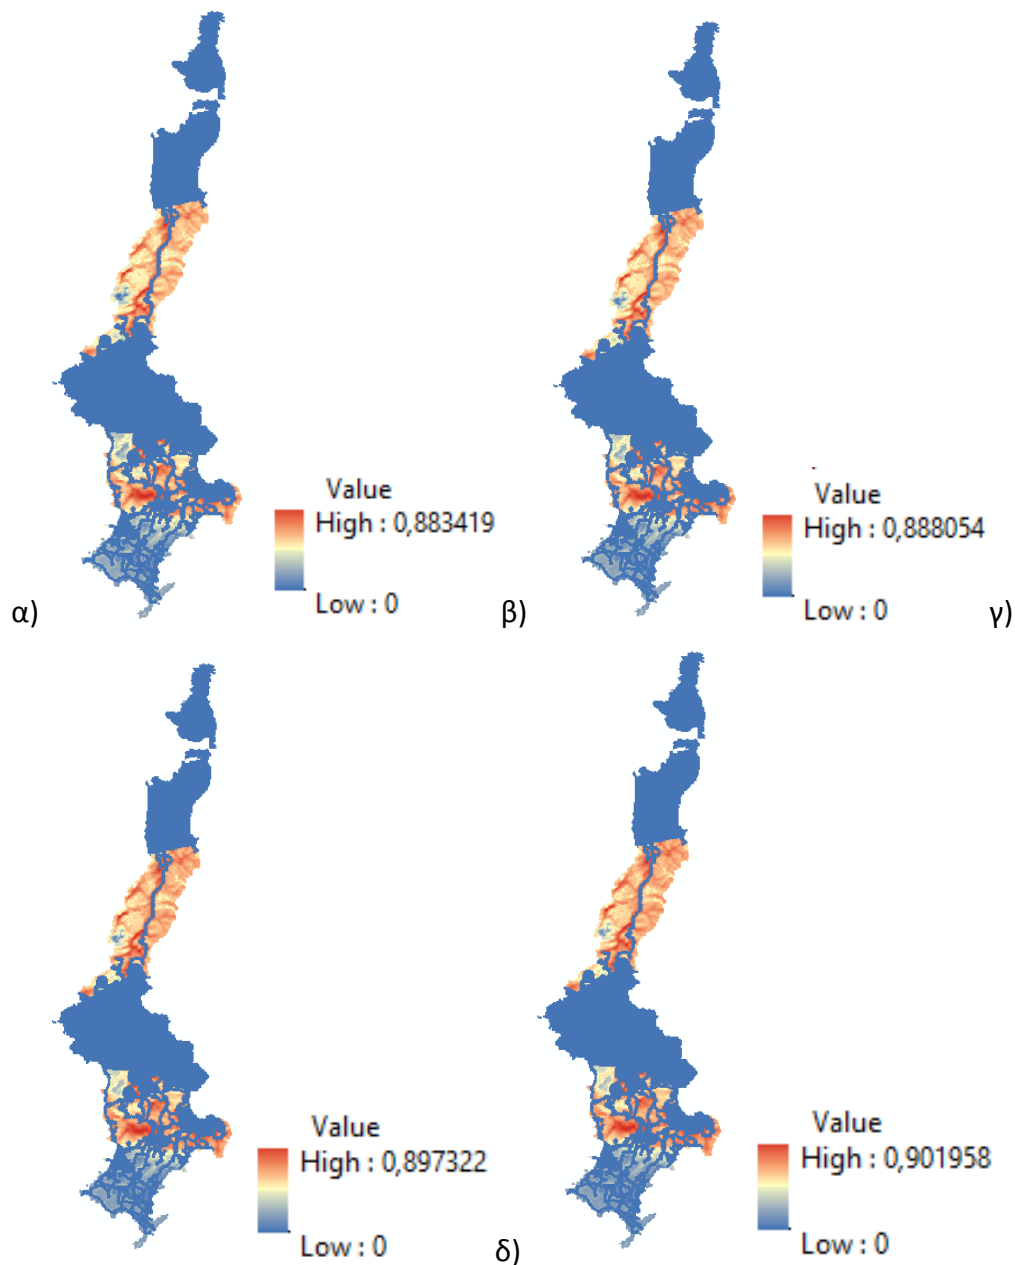 Value
High : 0,883419
Low : 0
α)
Value
High : 0,888054
Low : 0
β)
γ)
Value
High : 0,897322
Low : 0
Value
High : 0,901958
Low : 0
δ)